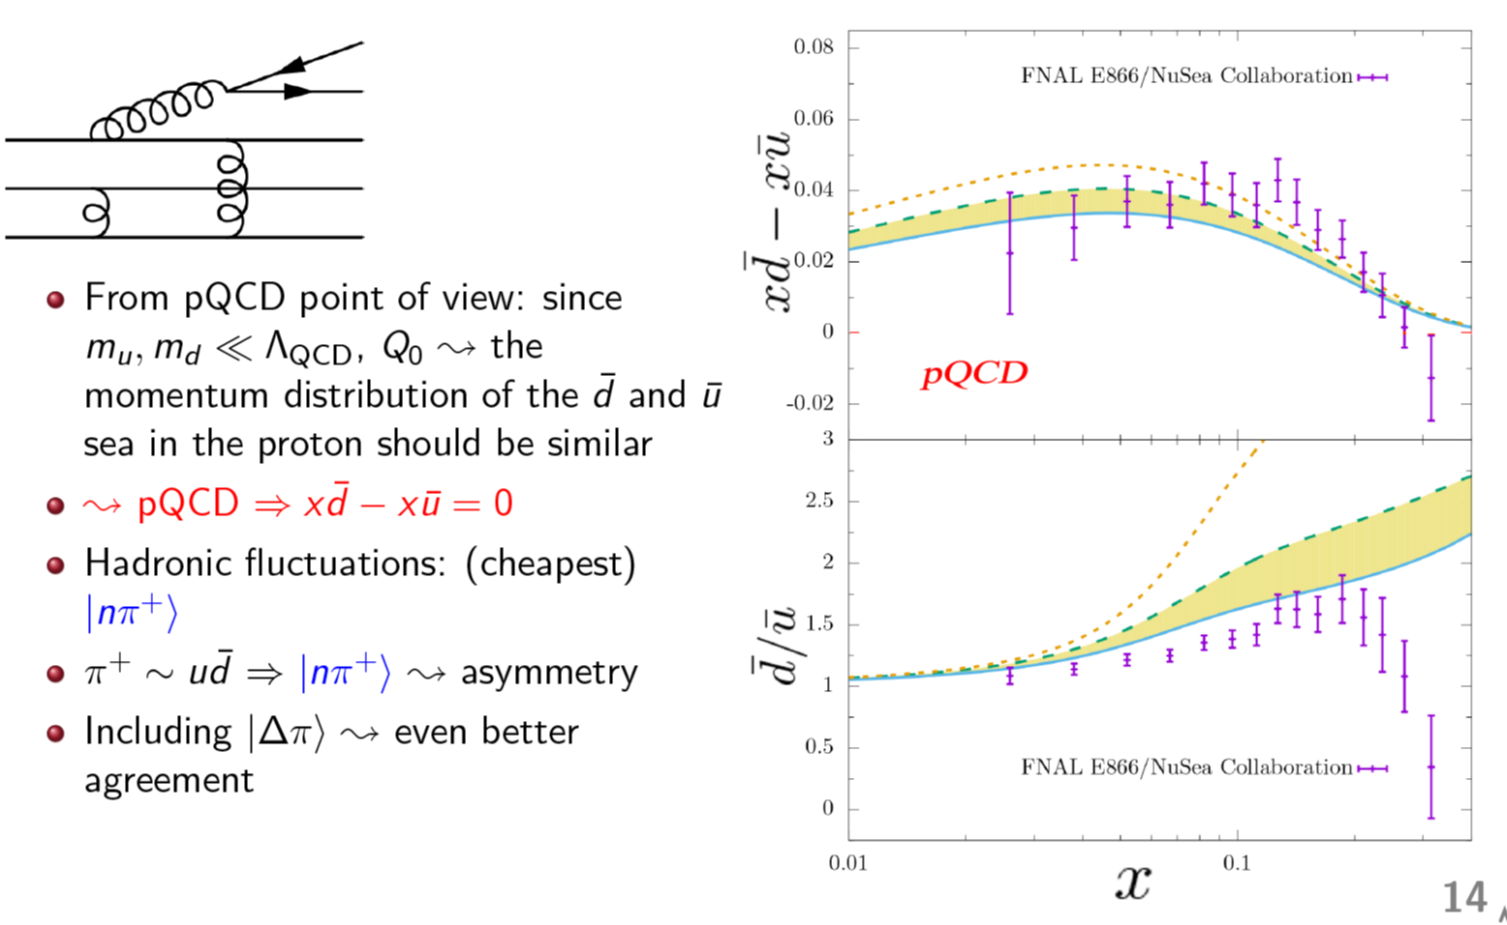 From pQCD point of view: since
m_u, m_d ≪ Λ_QCD, Q_0 ⇝ the
momentum distribution of the d̄ and ū
sea in the proton should be similar
⇝ pQCD ⇒ xd̄ − xū = 0
Hadronic fluctuations: (cheapest)
|nπ⁺⟩
π⁺ ∼ ud̄ ⇒ |nπ⁺⟩ ⇝ asymmetry
Including |Δπ⟩ ⇝ even better
agreement
xd̄ − xū
0.08
0.06
0.04
0.02
0
-0.02
FNAL E866/NuSea Collaboration
pQCD
d̄/ū
3
2.5
2
1.5
1
0.5
0
FNAL E866/NuSea Collaboration
0.01
0.1
x
14